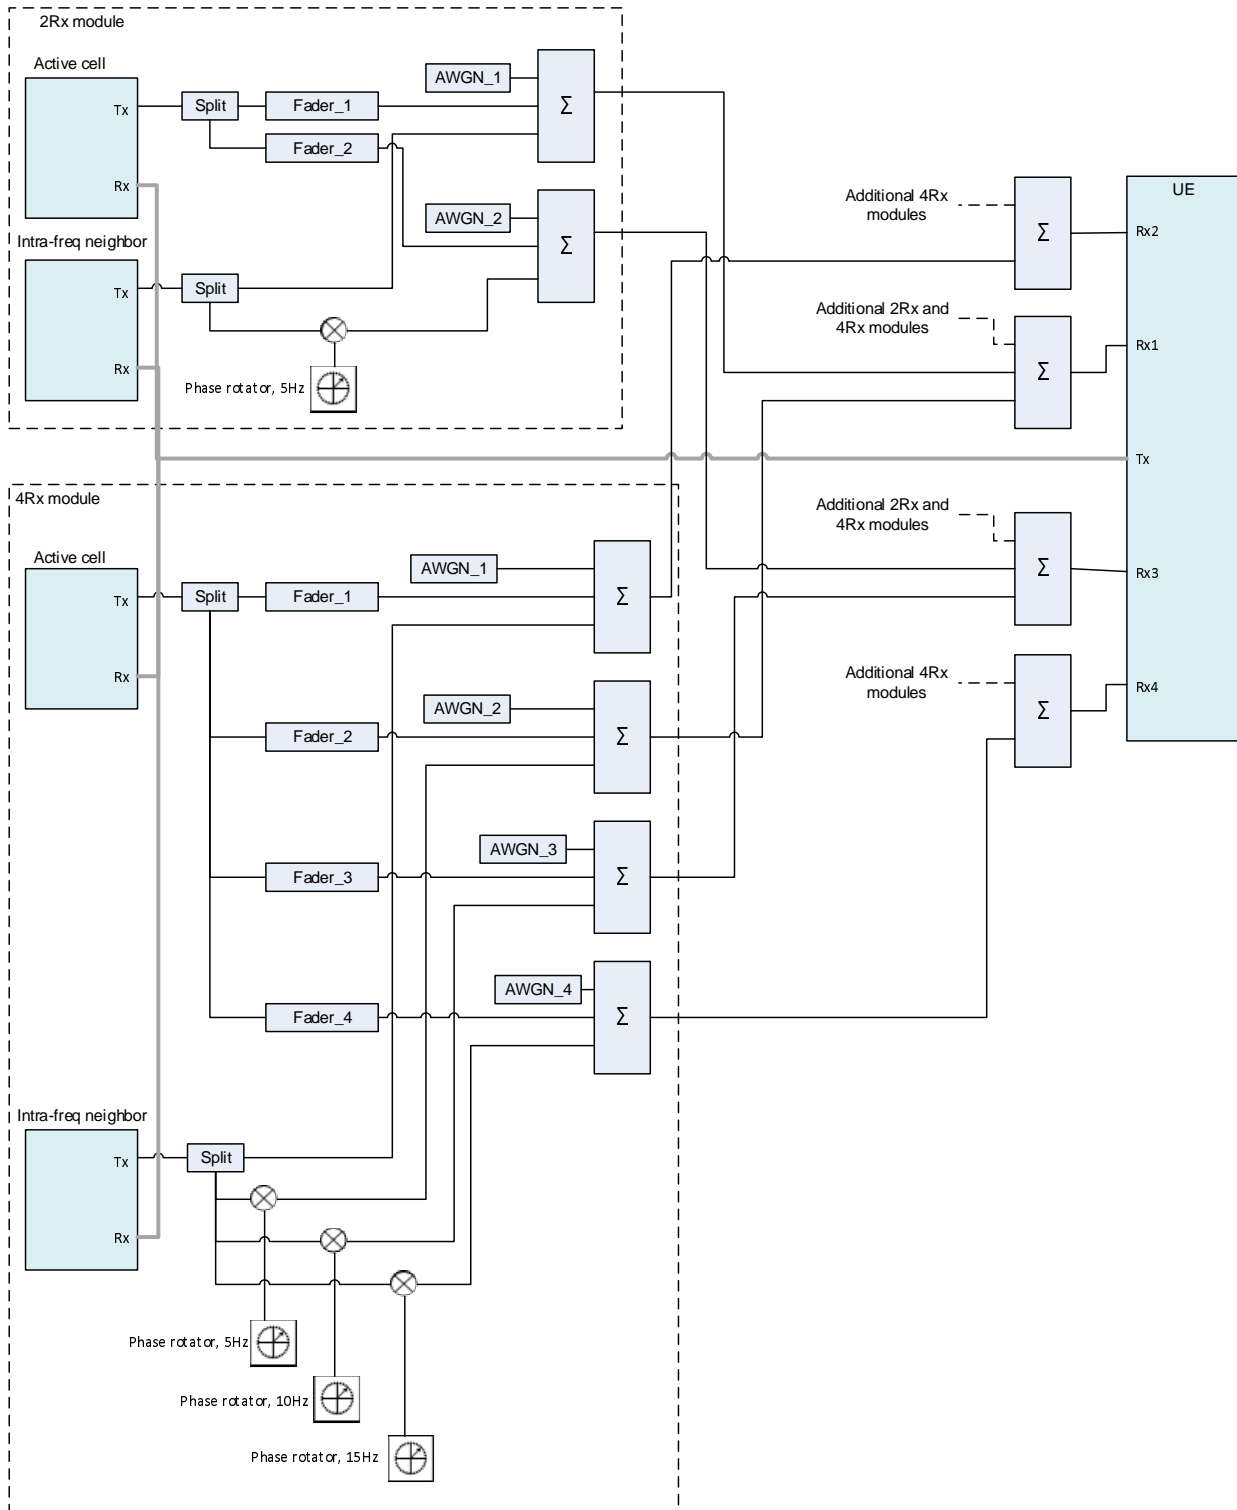 2Rx module
Active cell
Tx
Rx
Split
Fader_1
Fader_2
AWGN_1
Σ
AWGN_2
Σ
Intra-freq neighbor
Tx
Rx
Split
Phase rotator, 5Hz
Additional 4Rx
modules
Σ
Additional 2Rx and
4Rx modules
Σ
Additional 2Rx and
4Rx modules
Σ
Additional 4Rx
modules
Σ
UE
Rx2
Rx1
Tx
Rx3
Rx4
4Rx module
Active cell
Tx
Rx
Split
Fader_1
AWGN_1
Σ
Fader_2
AWGN_2
Σ
Fader_3
AWGN_3
Σ
Fader_4
AWGN_4
Σ
Intra-freq neighbor
Tx
Rx
Split
Phase rotator, 5Hz
Phase rotator, 10Hz
Phase rotator, 15Hz